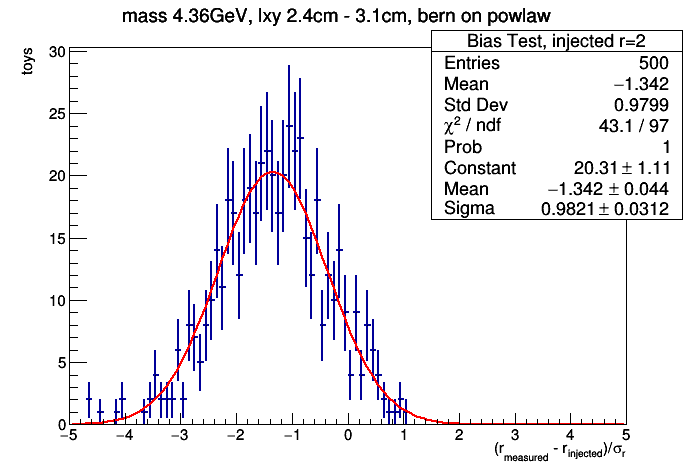 mass 4.36GeV, lxy 2.4cm - 3.1cm, bern on powlaw
Bias Test, injected r=2
Entries 500
Mean −1.342
Std Dev 0.9799
χ² / ndf 43.1 / 97
Prob 1
Constant 20.31 ± 1.11
Mean −1.342 ± 0.044
Sigma 0.9821 ± 0.0312
toys
30
25
20
15
10
5
0
−5 −4 −3 −2 −1 0 1 2 3 4 5
(r_measured - r_injected)/σ_r